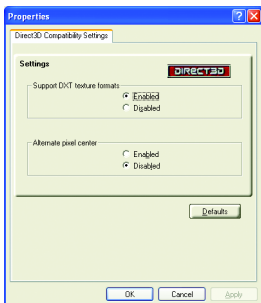 Properties
Direct3D Compatibility Settings
Settings
DIRECT3D
Support DXT texture formats
Enabled
Disabled
Alternate pixel center
Enabled
Disabled
Defaults
OK Cancel Apply